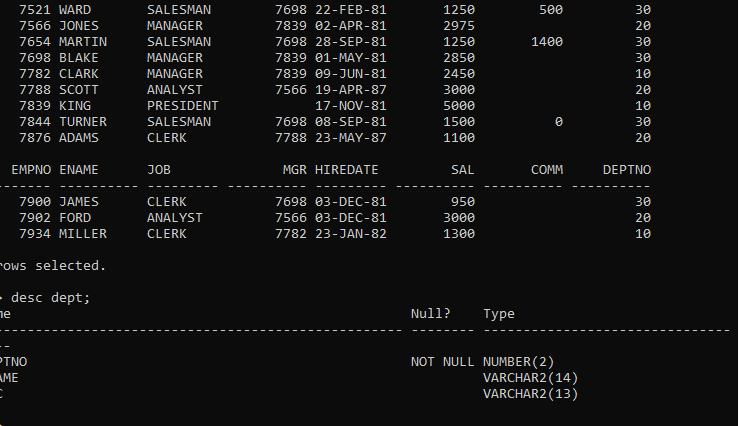 7521 WARD       SALESMAN        7698 22-FEB-81       1250        500         30
7566 JONES      MANAGER         7839 02-APR-81       2975                    20
7654 MARTIN     SALESMAN        7698 28-SEP-81       1250       1400         30
7698 BLAKE      MANAGER         7839 01-MAY-81       2850                    30
7782 CLARK      MANAGER         7839 09-JUN-81       2450                    10
7788 SCOTT      ANALYST         7566 19-APR-87       3000                    20
7839 KING       PRESIDENT            17-NOV-81       5000                    10
7844 TURNER     SALESMAN        7698 08-SEP-81       1500          0         30
7876 ADAMS      CLERK           7788 23-MAY-87       1100                    20
EMPNO ENAME      JOB              MGR HIREDATE         SAL       COMM     DEPTNO
------- ---------- --------- ---------- --------- ---------- ---------- ----------
7900 JAMES      CLERK           7698 03-DEC-81        950                    30
7902 FORD       ANALYST         7566 03-DEC-81       3000                    20
7934 MILLER     CLERK           7782 23-JAN-82       1300                    10
rows selected.
> desc dept;
me                                                   Null?    Type
--------------------------------------------------- -------- -------------------------------
--
PTNO                                                NOT NULL NUMBER(2)
AME                                                          VARCHAR2(14)
C                                                            VARCHAR2(13)